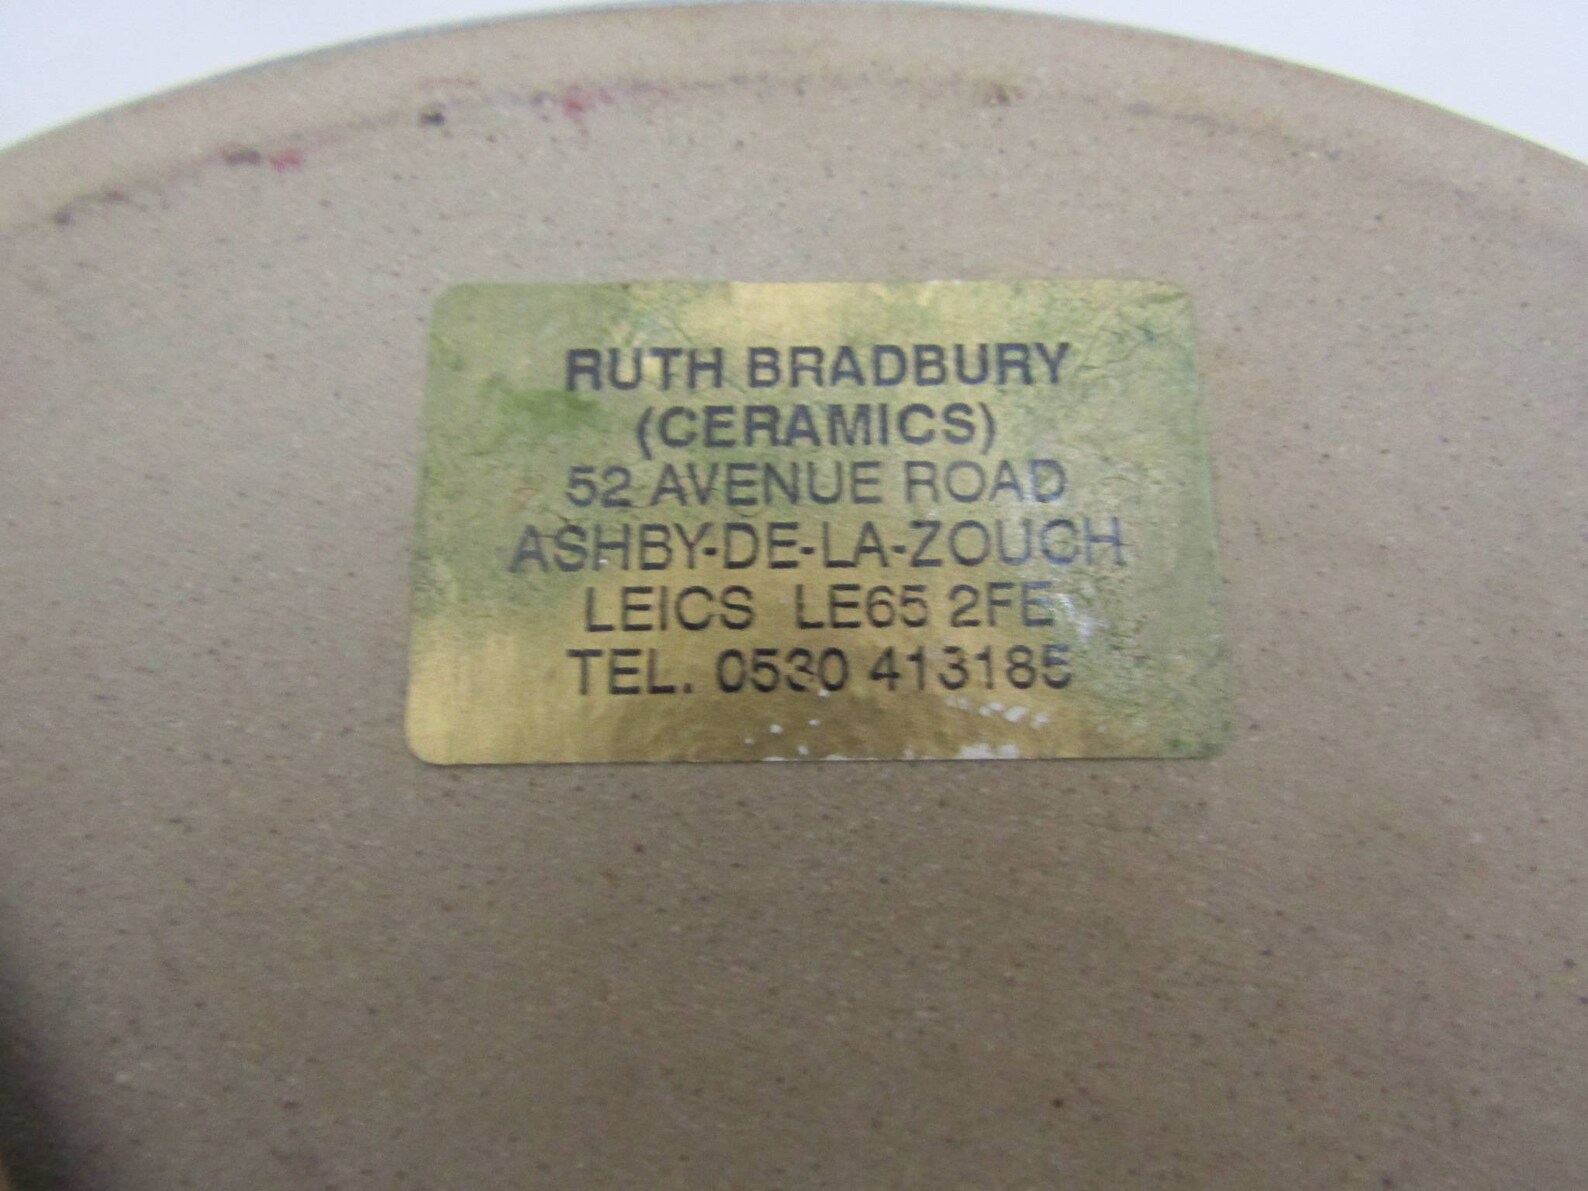 RUTH BRADBURY
(CERAMICS)
52 AVENUE ROAD
ASHBY-DE-LA-ZOUCH
LEICS LE65 2FE
TEL. 0530 413185